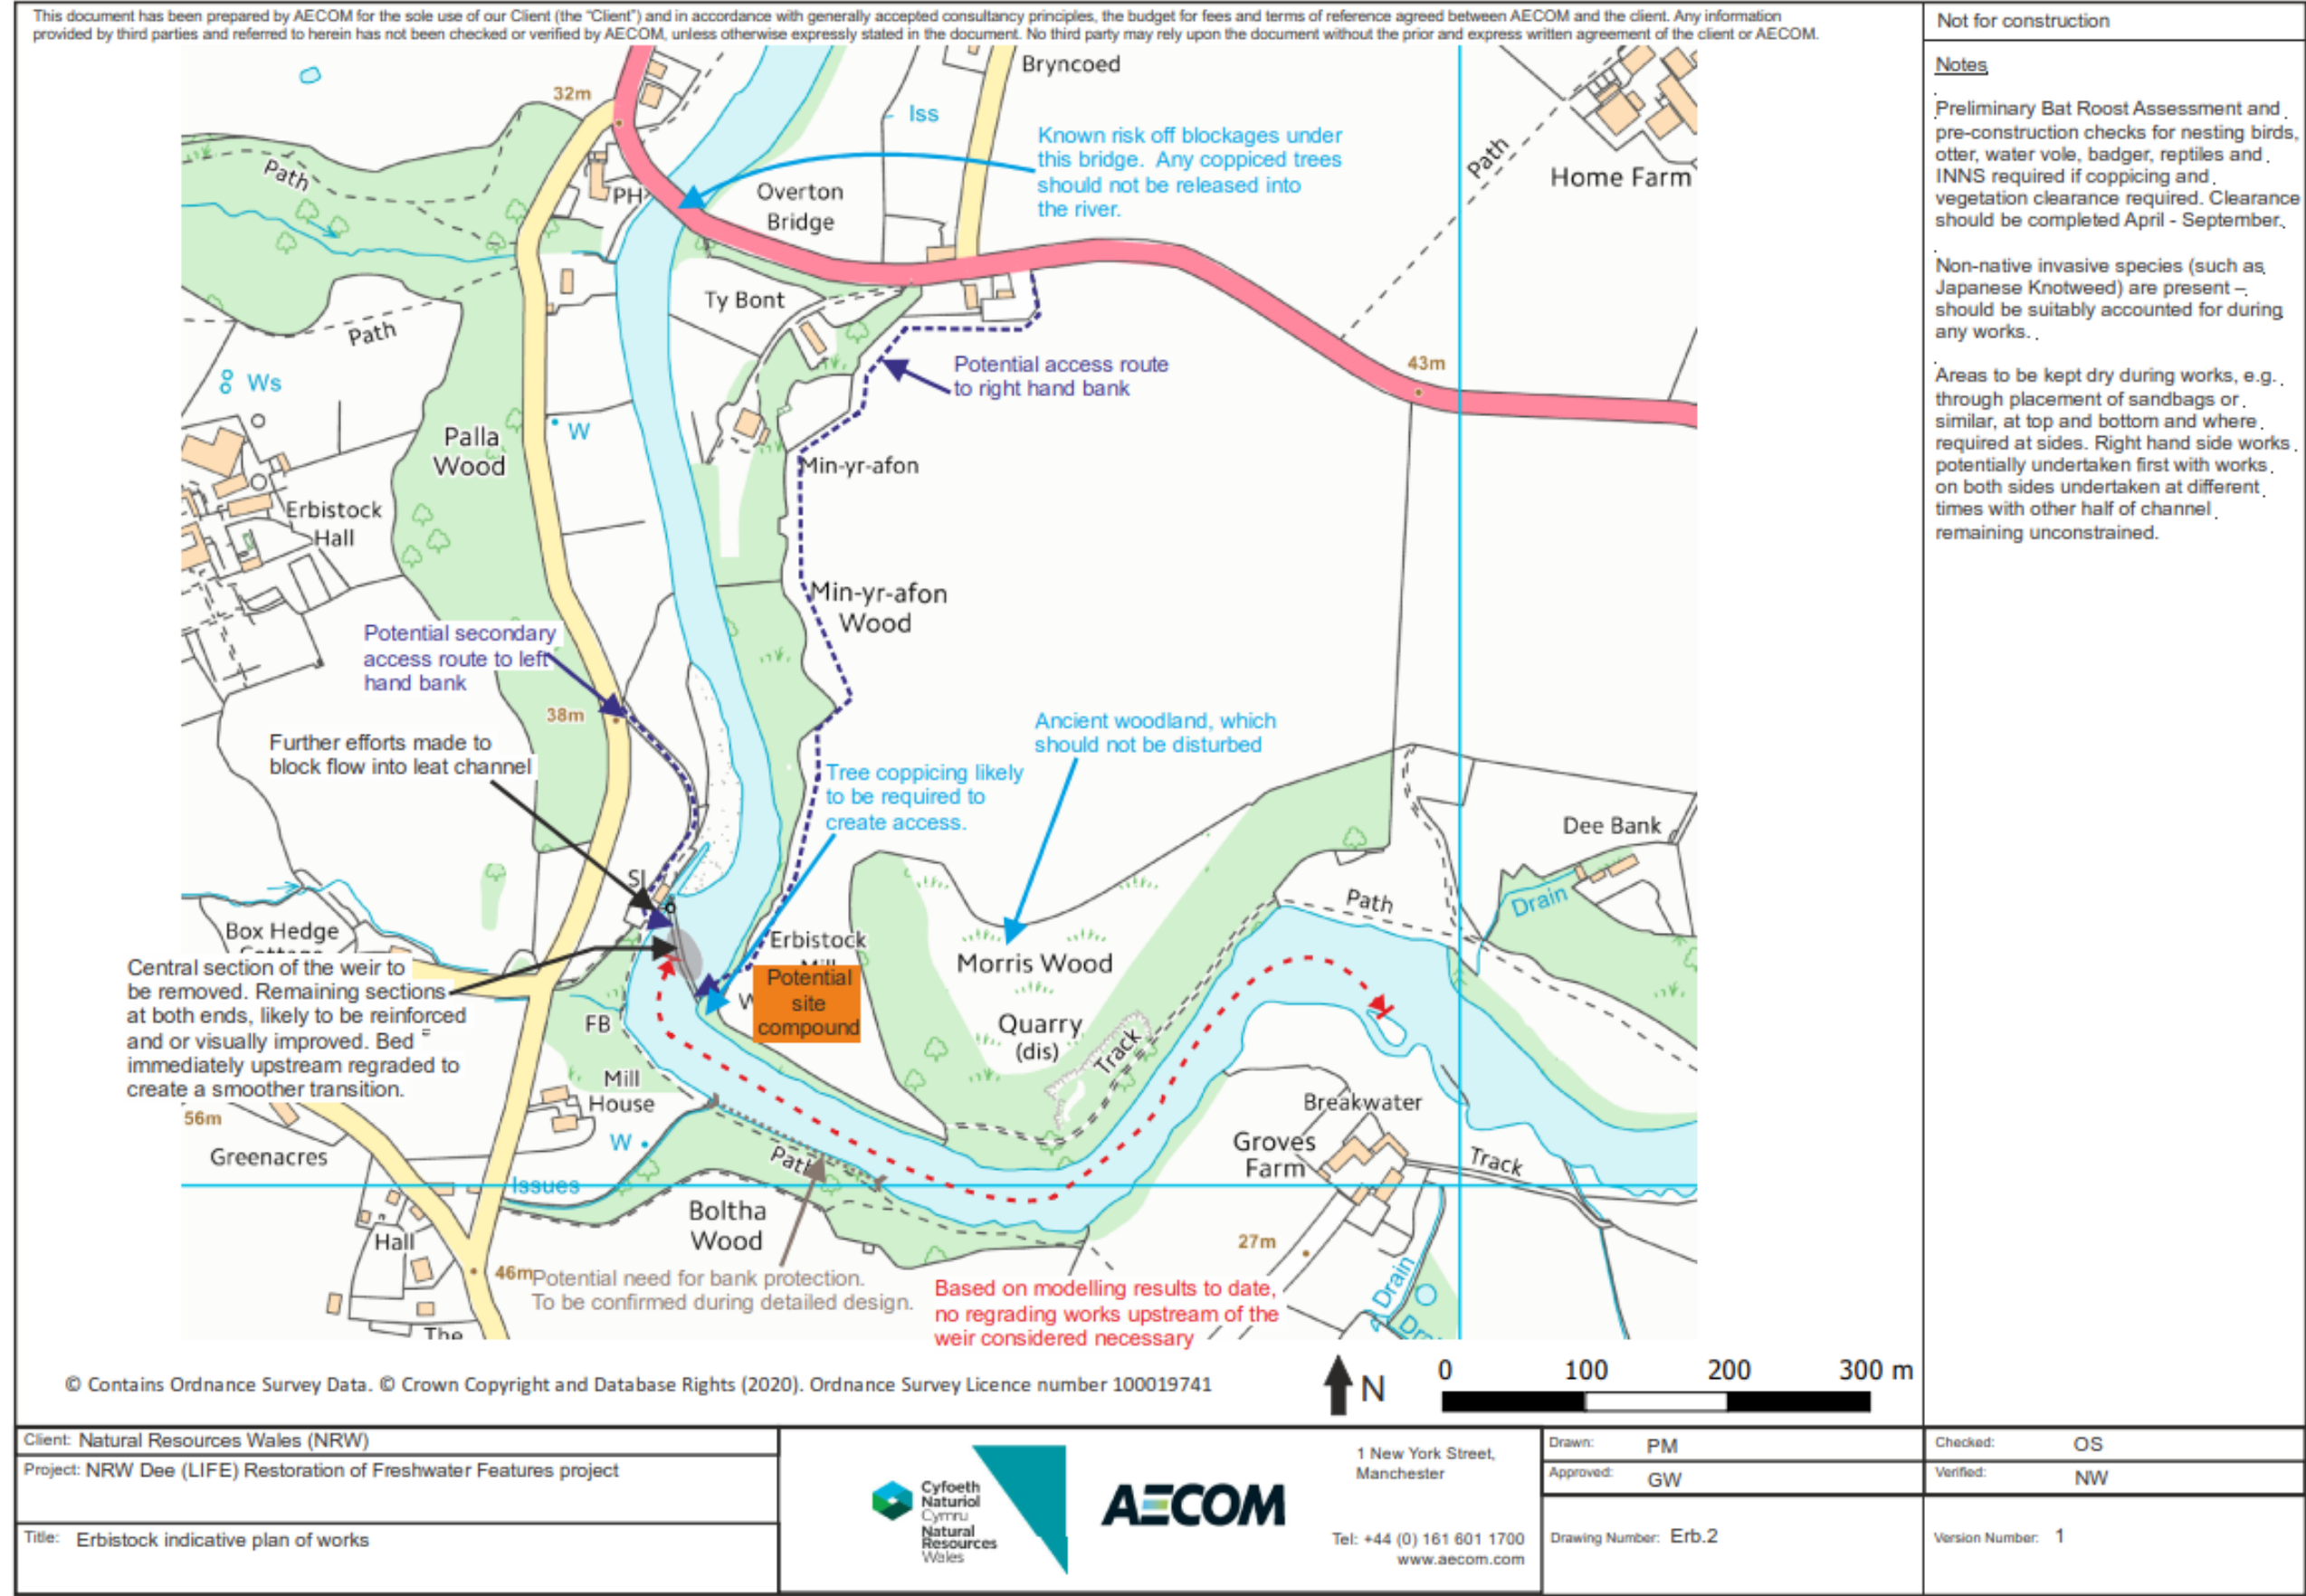 This document has been prepared by AECOM for the sole use of our Client (the “Client”) and in accordance with generally accepted consultancy principles, the budget for fees and terms of reference agreed between AECOM and the client. Any information
provided by third parties and referred to herein has not been checked or verified by AECOM, unless otherwise expressly stated in the document. No third party may rely upon the document without the prior and express written agreement of the client or AECOM.
Not for construction
Notes
Preliminary Bat Roost Assessment and
pre-construction checks for nesting birds,
otter, water vole, badger, reptiles and
INNS required if coppicing and
vegetation clearance required. Clearance
should be completed April - September.
Non-native invasive species (such as
Japanese Knotweed) are present –
should be suitably accounted for during
any works.
Areas to be kept dry during works, e.g.
through placement of sandbags or
similar, at top and bottom and where
required at sides. Right hand side works
potentially undertaken first with works
on both sides undertaken at different
times with other half of channel
remaining unconstrained.
Bryncoed
32m
Iss
Known risk off blockages under
this bridge. Any coppiced trees
should not be released into
the river.
Path
Path
Home Farm
PH
Overton
Bridge
Ty Bont
Path
Potential access route
to right hand bank
43m
Ws
W
Palla
Wood
Min-yr-afon
Erbistock
Hall
Min-yr-afon
Wood
Potential secondary
access route to left
hand bank
38m
Further efforts made to
block flow into leat channel
Ancient woodland, which
should not be disturbed
Tree coppicing likely
to be required to
create access.
Dee Bank
Sl
Path
Drain
Box Hedge
Cottage
Erbistock
Mill
Morris Wood
Central section of the weir to
be removed. Remaining sections
at both ends, likely to be reinforced
and or visually improved. Bed
immediately upstream regraded to
create a smoother transition.
Potential
site
compound
W
FB
Quarry
(dis)
Track
Mill
House
Breakwater
56m
W
Greenacres
Path
Groves
Farm
Track
Issues
Boltha
Wood
Hall
27m
46m
Potential need for bank protection.
To be confirmed during detailed design.
Based on modelling results to date,
no regrading works upstream of the
weir considered necessary
Drain
The
© Contains Ordnance Survey Data. © Crown Copyright and Database Rights (2020). Ordnance Survey Licence number 100019741
N
0 100 200 300 m
Client: Natural Resources Wales (NRW)
Project: NRW Dee (LIFE) Restoration of Freshwater Features project
Title: Erbistock indicative plan of works
Cyfoeth
Naturiol
Cymru
Natural
Resources
Wales
AECOM
1 New York Street,
Manchester
Tel: +44 (0) 161 601 1700
www.aecom.com
Drawn: PM
Checked: OS
Approved: GW
Verified: NW
Drawing Number: Erb.2
Version Number: 1